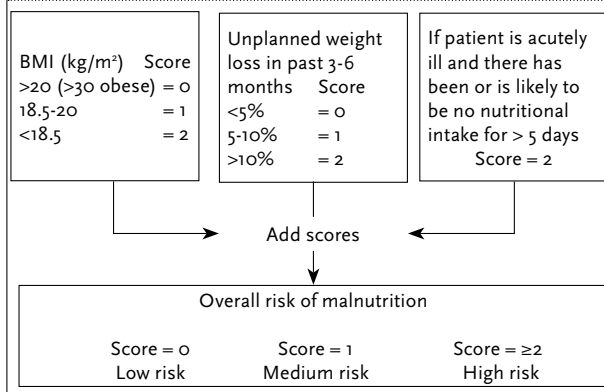 BMI (kg/m²) Score
>20 (>30 obese) = 0
18.5-20 = 1
<18.5 = 2
Unplanned weight
loss in past 3-6
months Score
<5% = 0
5-10% = 1
>10% = 2
If patient is acutely
ill and there has
been or is likely to
be no nutritional
intake for > 5 days
Score = 2
Add scores
Overall risk of malnutrition
Score = 0 Score = 1 Score = ≥2
Low risk Medium risk High risk